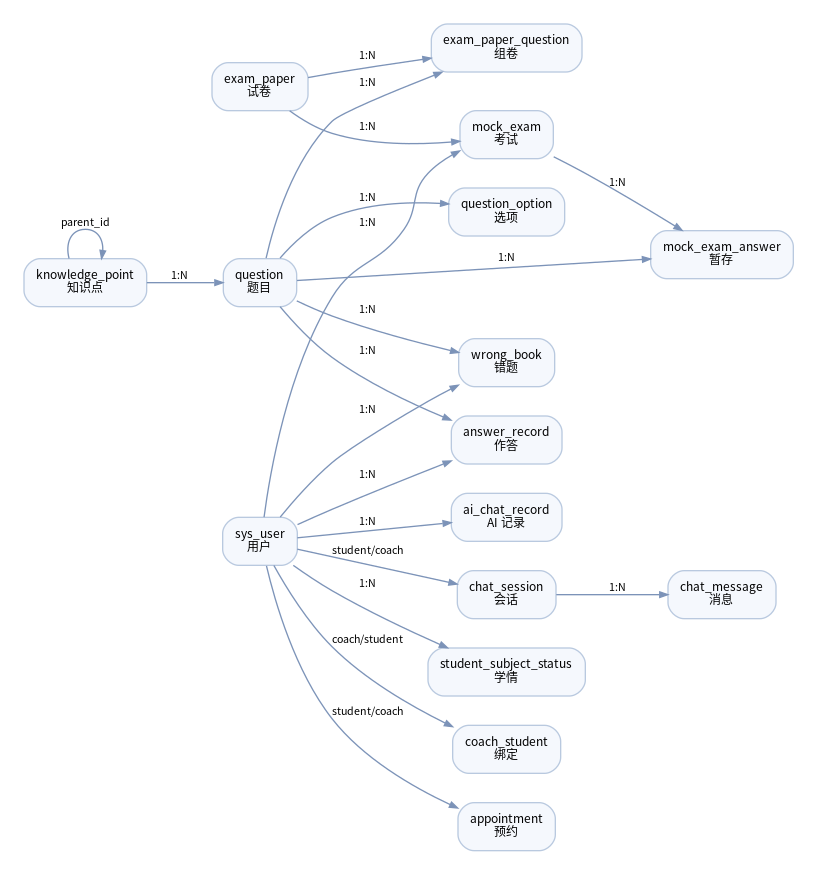 exam_paper_question
组卷
1:N
exam_paper
试卷
1:N
1:N
mock_exam
考试
1:N
question_option
选项
1:N
1:N
parent_id
mock_exam_answer
暂存
1:N
knowledge_point
知识点
1:N
question
题目
1:N
wrong_book
错题
1:N
1:N
answer_record
作答
1:N
ai_chat_record
AI 记录
1:N
sys_user
用户
student/coach
chat_session
会话
1:N
chat_message
消息
1:N
coach/student
student_subject_status
学情
student/coach
coach_student
绑定
appointment
预约